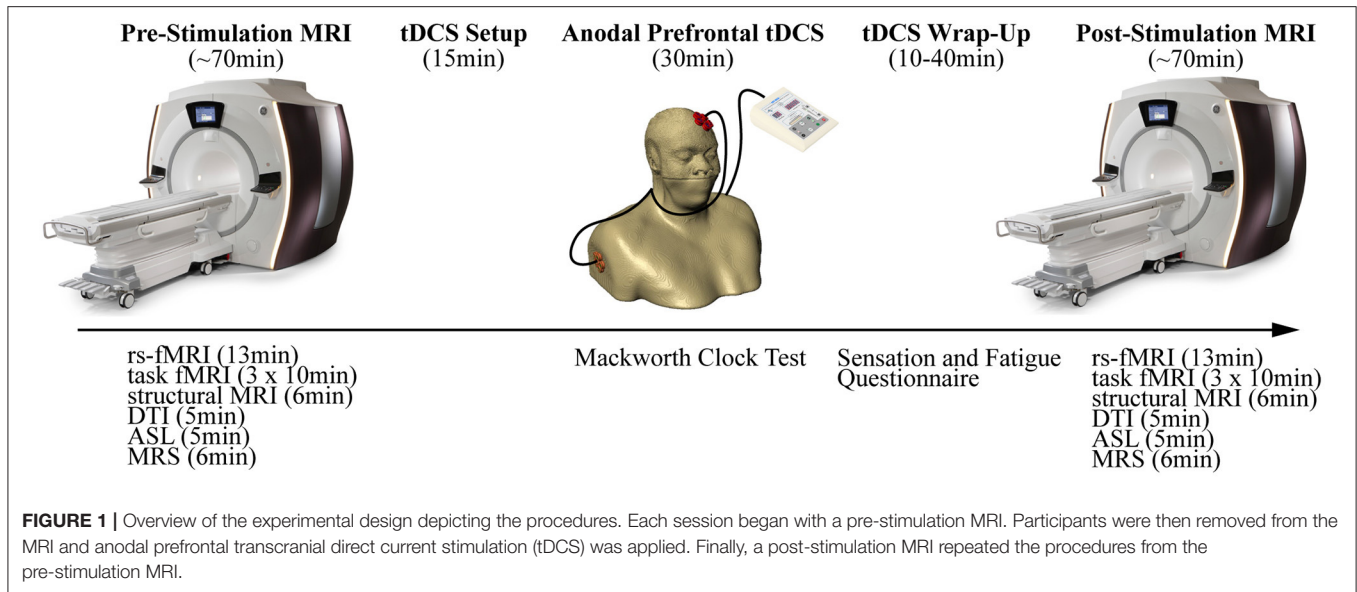 Pre-Stimulation MRI
(~70min)
tDCS Setup
(15min)
Anodal Prefrontal tDCS
(30min)
tDCS Wrap-Up
(10-40min)
Post-Stimulation MRI
(~70min)
rs-fMRI (13min)
task fMRI (3 x 10min)
structural MRI (6min)
DTI (5min)
ASL (5min)
MRS (6min)
Mackworth Clock Test
Sensation and Fatigue
Questionnaire
rs-fMRI (13min)
task fMRI (3 x 10min)
structural MRI (6min)
DTI (5min)
ASL (5min)
MRS (6min)
FIGURE 1 | Overview of the experimental design depicting the procedures. Each session began with a pre-stimulation MRI. Participants were then removed from the
MRI and anodal prefrontal transcranial direct current stimulation (tDCS) was applied. Finally, a post-stimulation MRI repeated the procedures from the
pre-stimulation MRI.